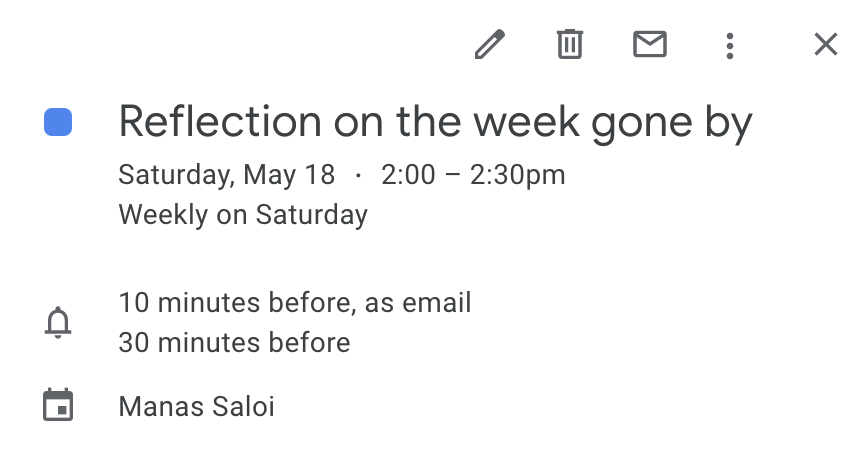 Reflection on the week gone by
Saturday, May 18 · 2:00 – 2:30pm
Weekly on Saturday
10 minutes before, as email
30 minutes before
Manas Saloi